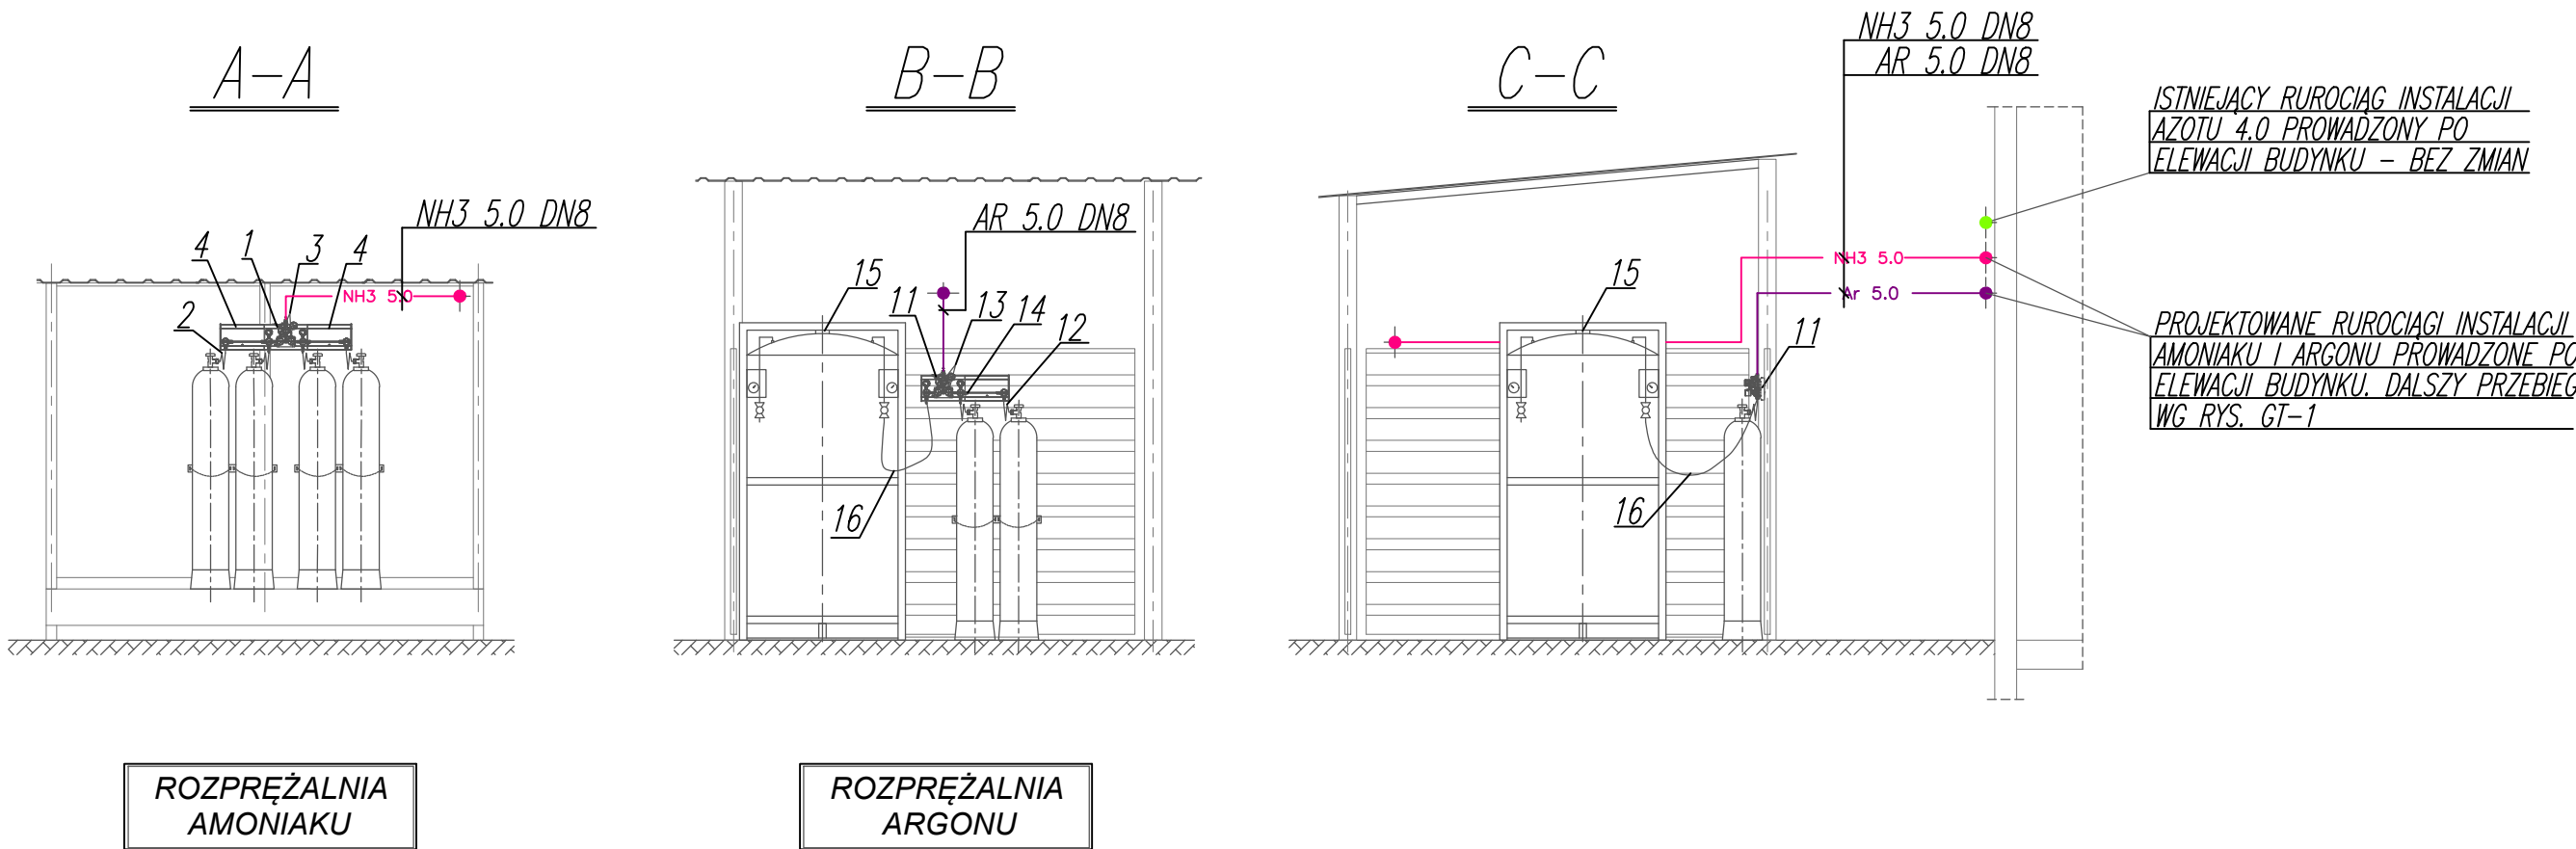 A-A
NH3 5.0 DN8
4
1
3
4
2
NH3 5.0
ROZPRĘŻALNIA
AMONIAKU
B-B
AR 5.0 DN8
15
11
13
14
12
16
ROZPRĘŻALNIA
ARGONU
C-C
NH3 5.0 DN8
AR 5.0 DN8
15
NH3 5.0
Ar 5.0
11
16
ISTNIEJĄCY RUROCIĄG INSTALACJI
AZOTU 4.0 PROWADZONY PO
ELEWACJI BUDYNKU - BEZ ZMIAN
PROJEKTOWANE RUROCIĄGI INSTALACJI
AMONIAKU I ARGONU PROWADZONE PO
ELEWACJI BUDYNKU. DALSZY PRZEBIEG
WG RYS. GT-1